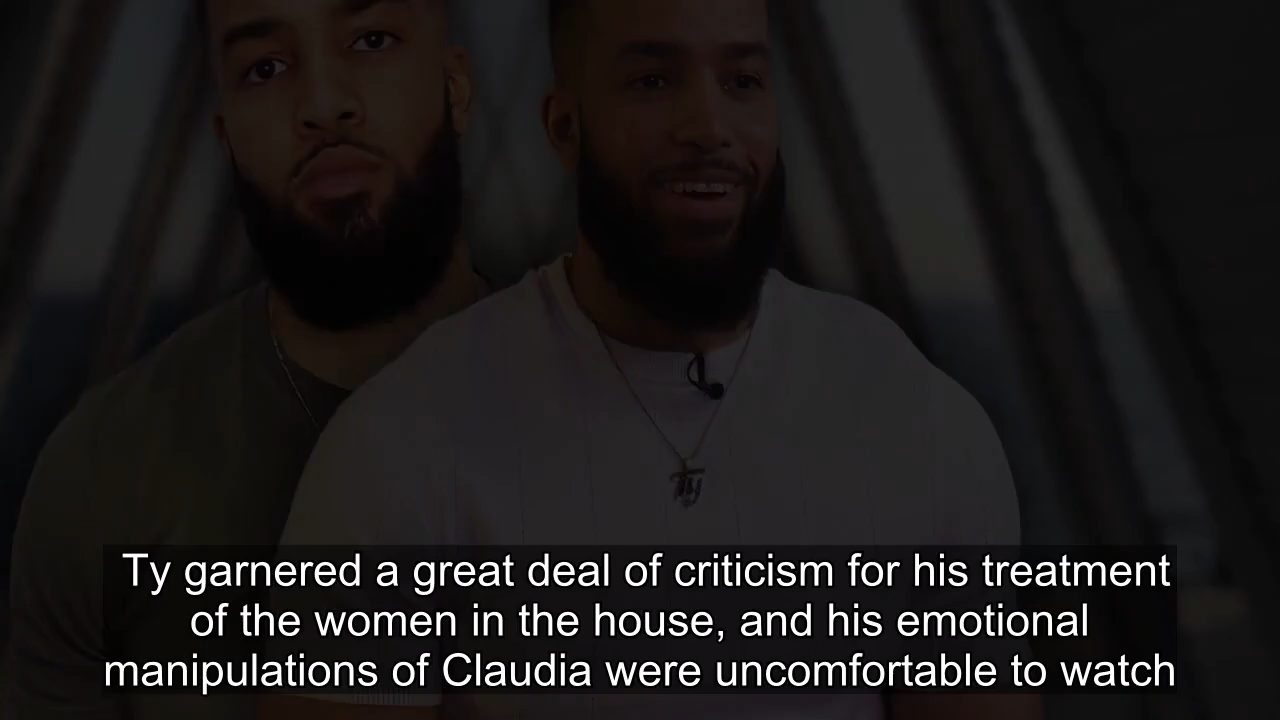 Ty
Ty garnered a great deal of criticism for his treatment
of the women in the house, and his emotional
manipulations of Claudia were uncomfortable to watch